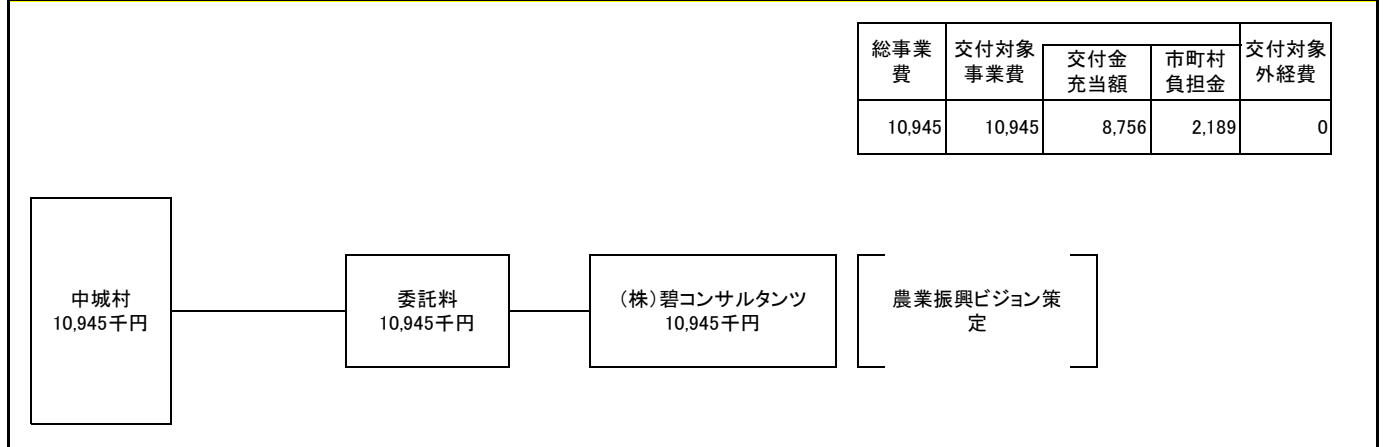 総事業
費
交付対象
事業費
交付金
充当額
市町村
負担金
交付対象
外経費
10,945
10,945
8,756
2,189
0
中城村
10,945千円
委託料
10,945千円
(株)碧コンサルタンツ
10,945千円
農業振興ビジョン策
定